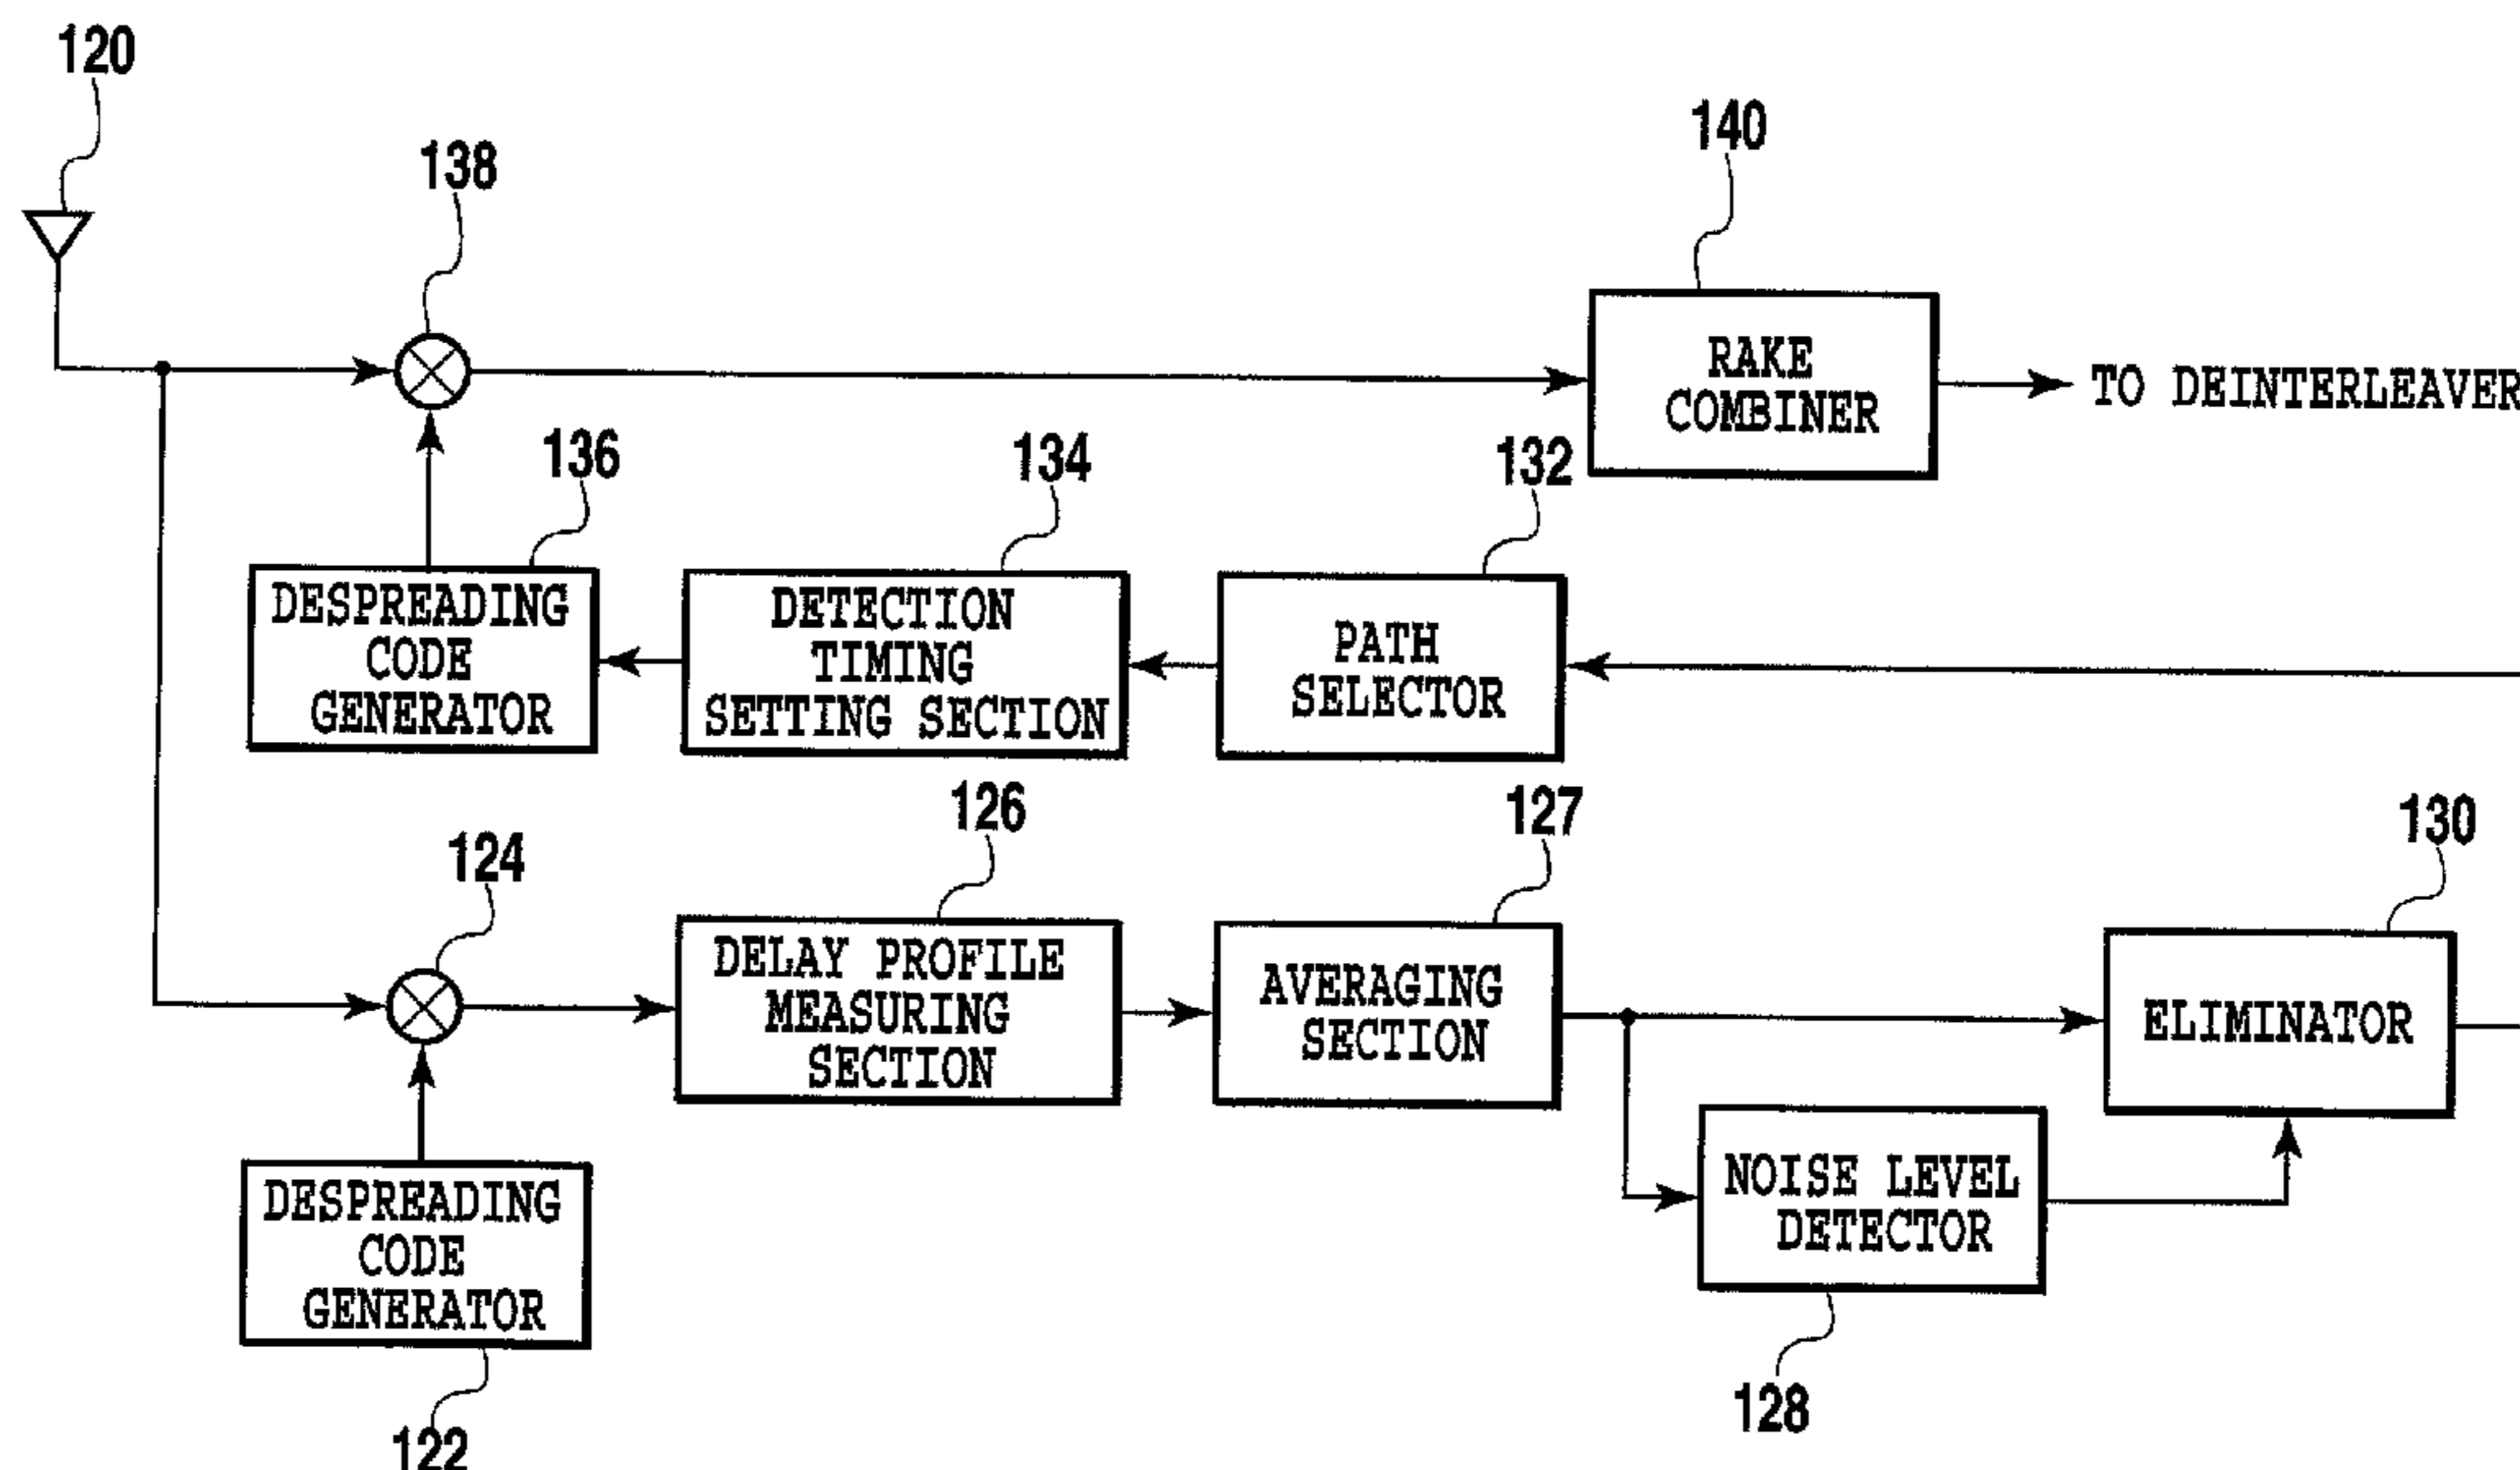 120
138
140
RAKE
COMBINER
TO DEINTERLEAVER
136
134
132
DESPREADING
CODE
GENERATOR
DETECTION
TIMING
SETTING SECTION
PATH
SELECTOR
124
126
127
130
DELAY PROFILE
MEASURING
SECTION
AVERAGING
SECTION
ELIMINATOR
DESPREADING
CODE
GENERATOR
NOISE LEVEL
DETECTOR
122
128